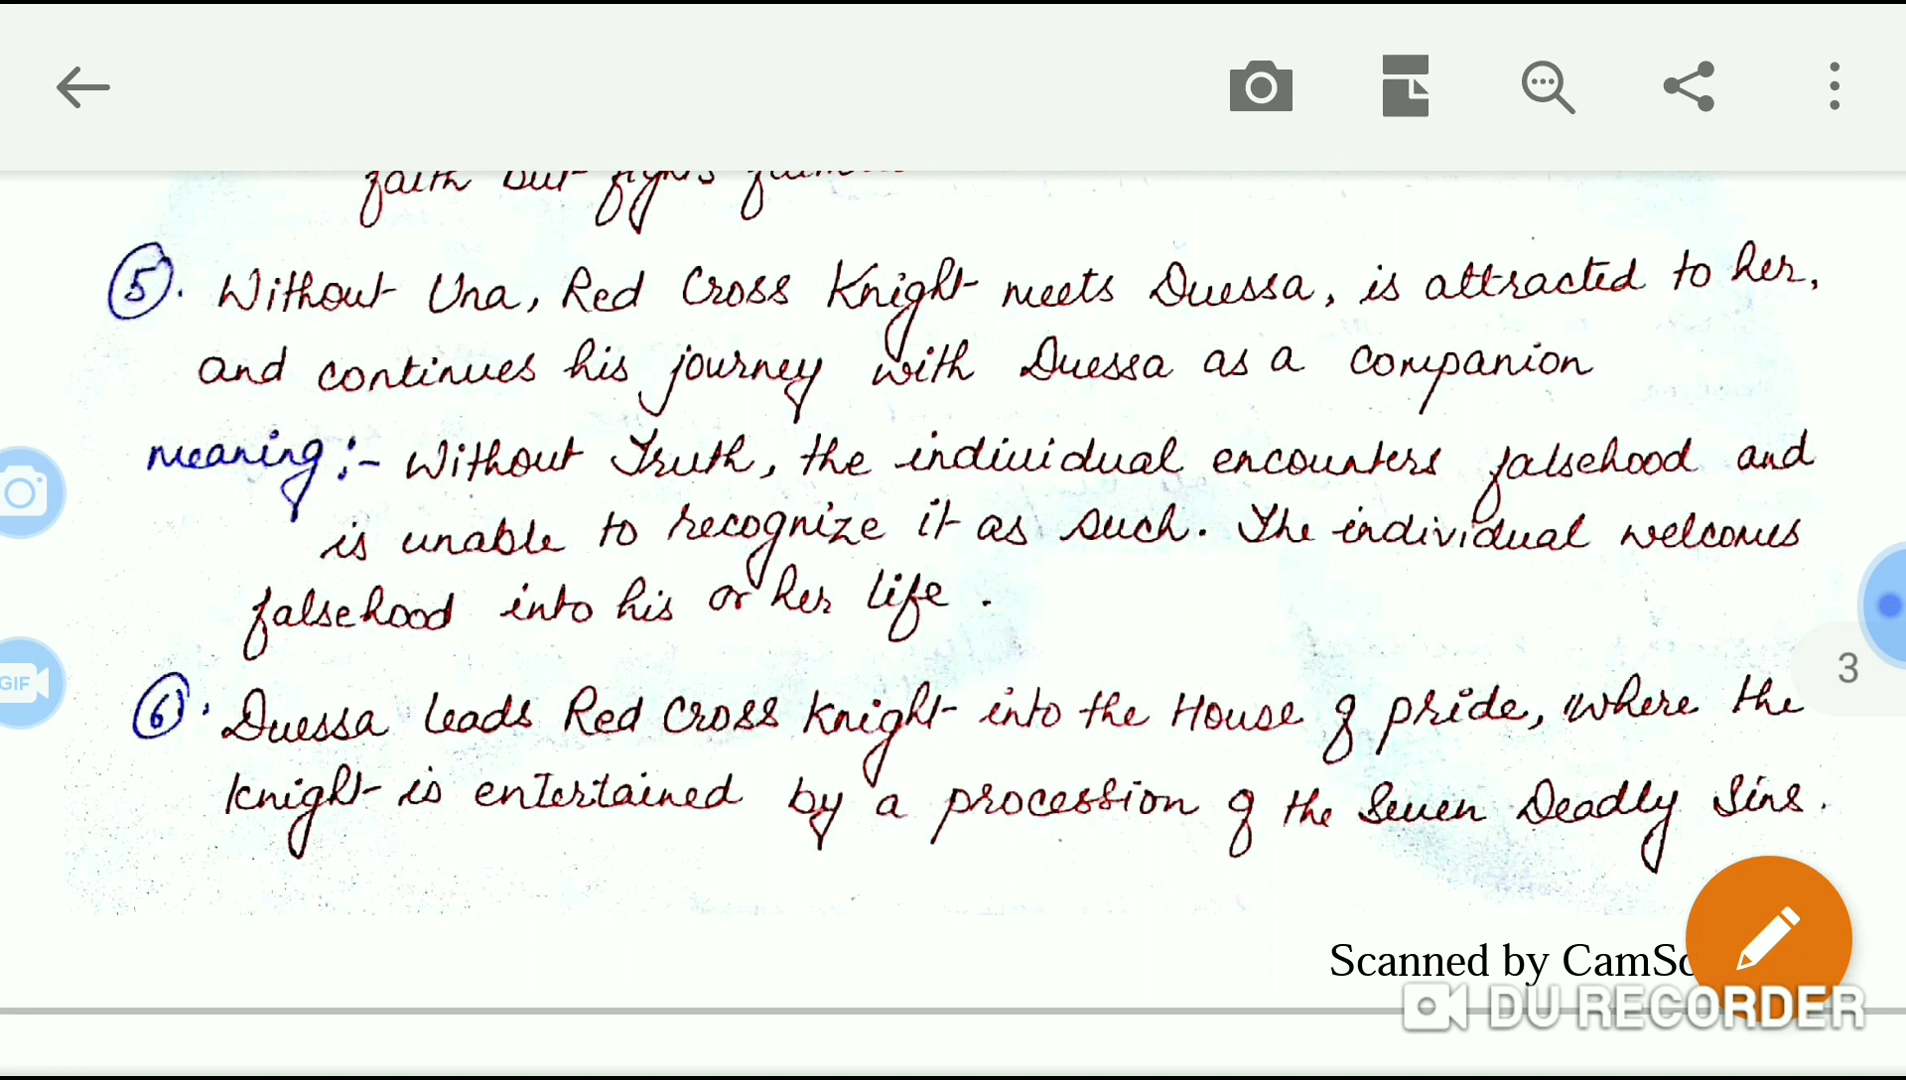 faith but fights
5. Without Una, Red Cross Knight meets Duessa, is attracted to her,
and continues his journey with Duessa as a companion
meaning:- Without Truth, the individual encounters falsehood and
is unable to recognize it as such. The individual welcomes
falsehood into his or her life.
6. Duessa leads Red Cross Knight into the House of pride, where the
Knight is entertained by a procession of the Seven Deadly Sins.
GIF
3
Scanned by CamSc
DU RECORDER